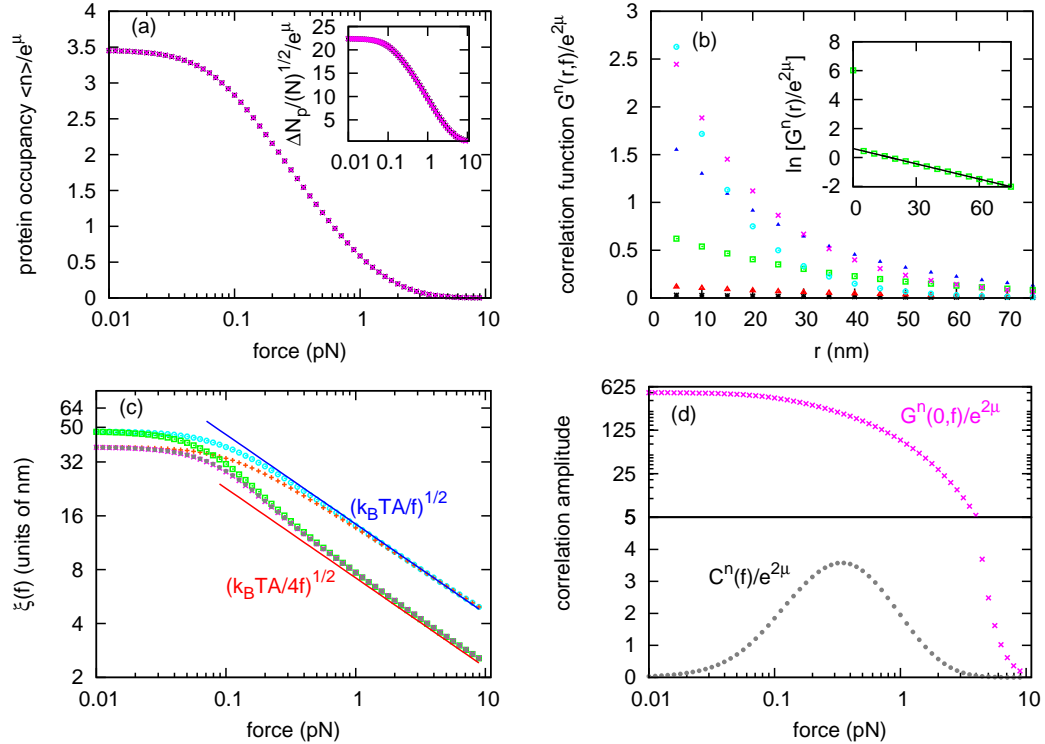 (a)
protein occupancy <n>/e^μ
4
3.5
3
2.5
2
1.5
1
0.5
0
0.01 0.1 1 10
force (pN)
ΔN_p/(N)^1/2/e^μ
25
20
15
10
5
0.01 0.1 1 10
(b)
correlation function G^n(r,f)/e^2μ
3
2.5
2
1.5
1
0.5
0
0 10 20 30 40 50 60 70
r (nm)
ln [G^n(r)/e^2μ]
8
6
4
2
0
-2
0 30 60
(c)
ξ(f) (units of nm)
64
50
32
16
8
4
2
0.01 0.1 1 10
force (pN)
(k_BTA/f)^1/2
(k_BTA/4f)^1/2
(d)
correlation amplitude
625
125
25
5
4
3
2
1
0
0.01 0.1 1 10
force (pN)
G^n(0,f)/e^2μ
C^n(f)/e^2μ